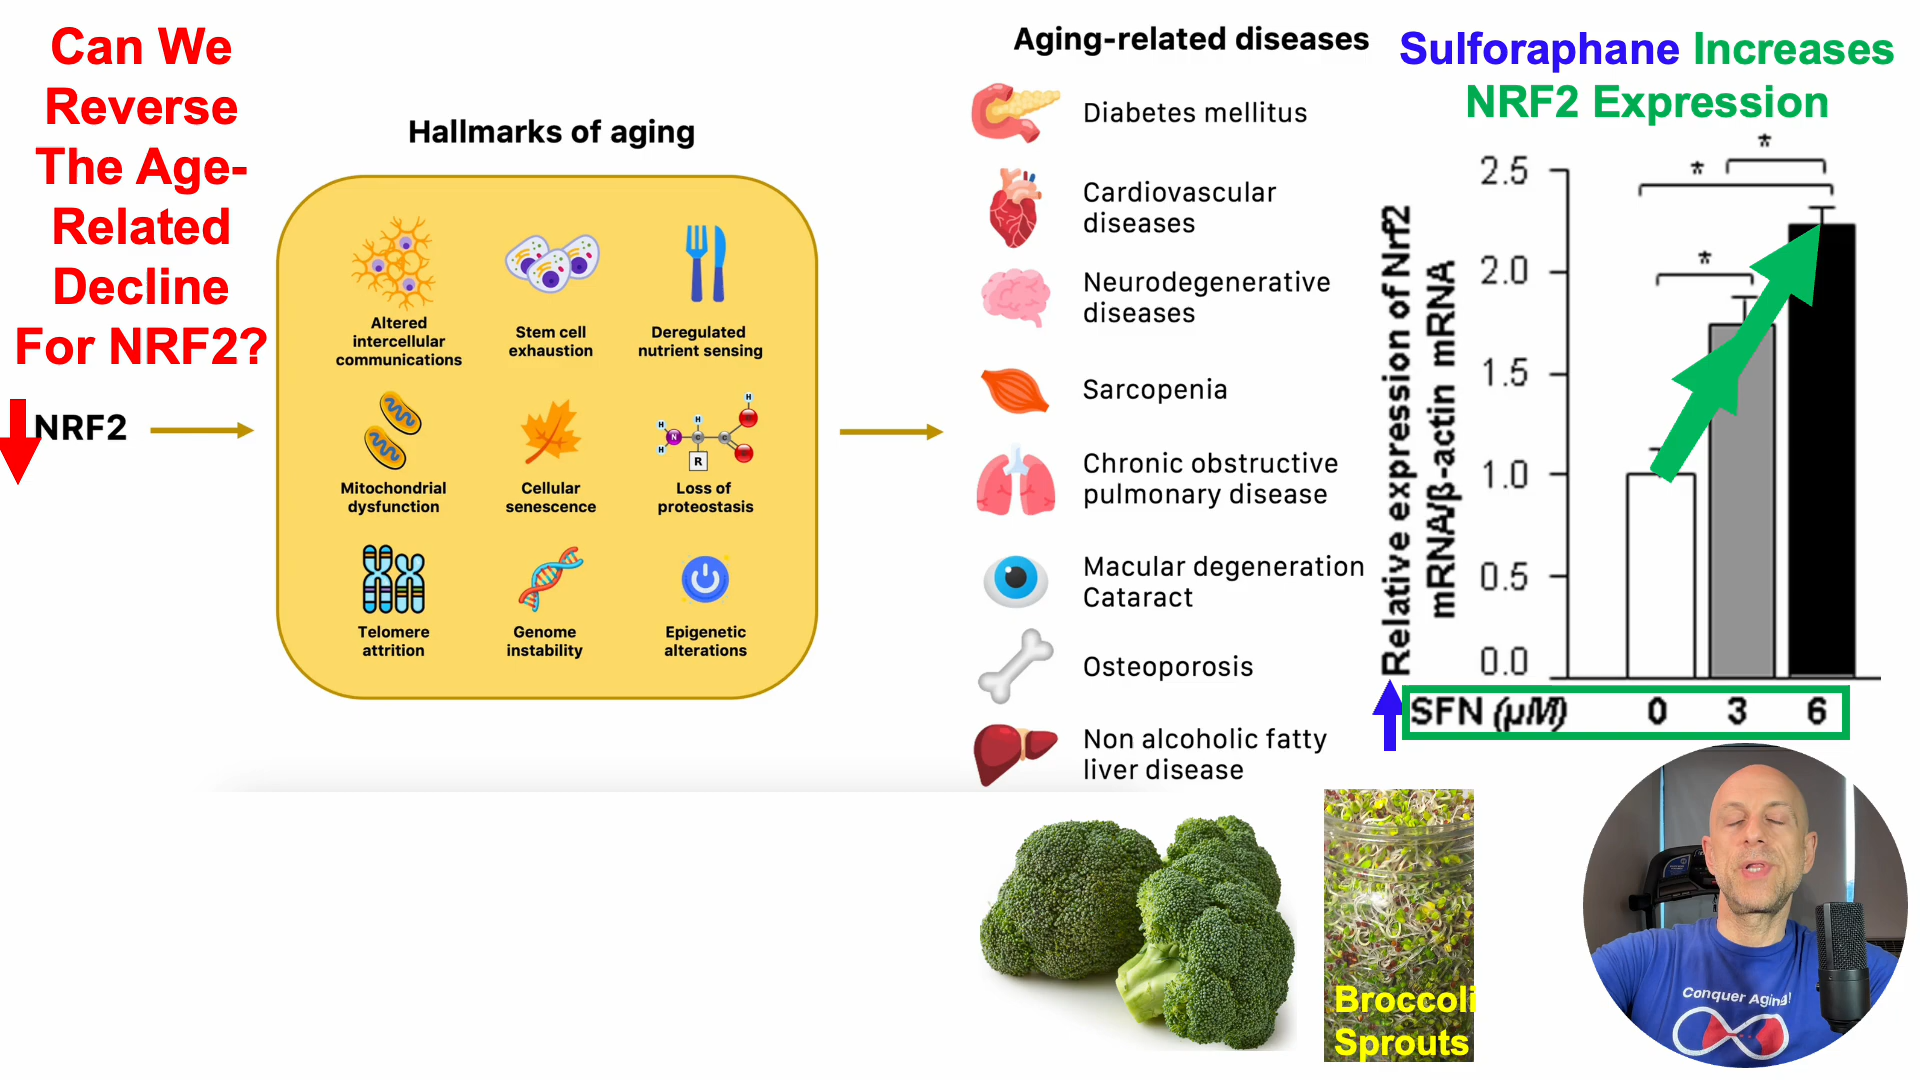 Can We
Reverse
The Age-
Related
Decline
For NRF2?
NRF2
Hallmarks of aging
Altered
intercellular
communications
Stem cell
exhaustion
Deregulated
nutrient sensing
Mitochondrial
dysfunction
Cellular
senescence
H
H
H
H
N
C
C
R
Loss of
proteostasis
Telomere
attrition
Genome
instability
Epigenetic
alterations
Aging-related diseases
Diabetes mellitus
Cardiovascular
diseases
Neurodegenerative
diseases
Sarcopenia
Chronic obstructive
pulmonary disease
Macular degeneration
Cataract
Osteoporosis
Non alcoholic fatty
liver disease
Sulforaphane Increases
NRF2 Expression
Relative expression of Nrf2
mRNA/β-actin mRNA
2.5
2.0
1.5
1.0
0.5
0.0
*
*
*
SFN (μM) 0 3 6
Broccoli
Sprouts
Conquer Aging!